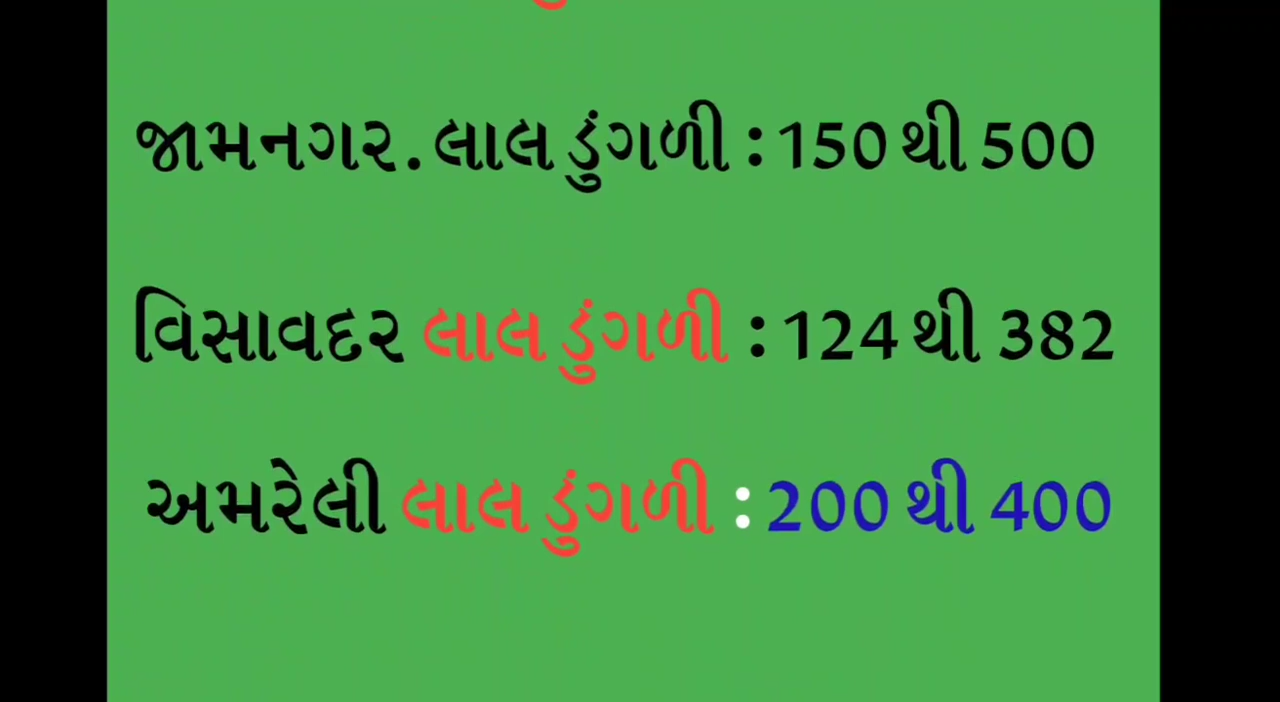 જામનગર.લાલ ડુંગળી : 150 થી 500
વિસાવદર લાલ ડુંગળી : 124 થી 382
અમરેલી લાલ ડુંગળી : 200 થી 400